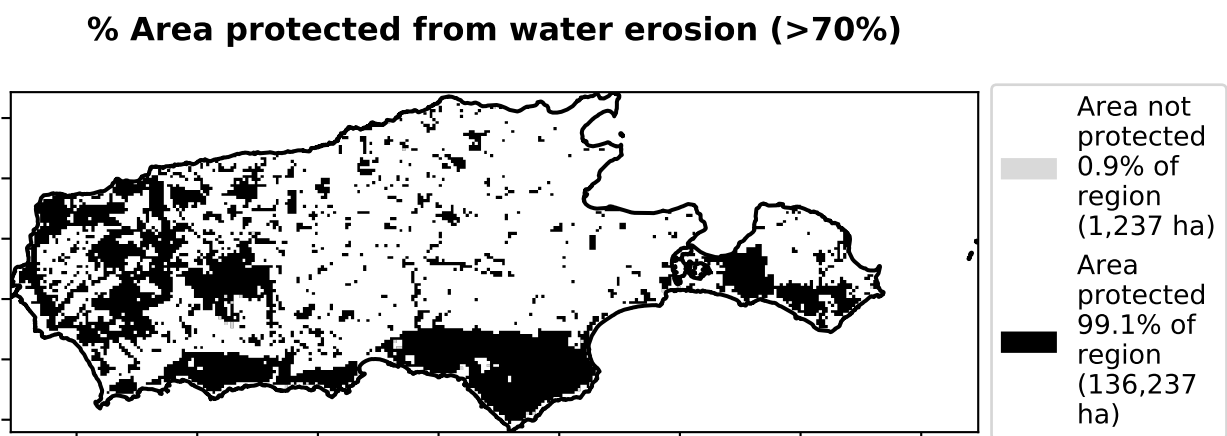 % Area protected from water erosion (>70%)
Area not
protected
0.9% of
region
(1,237 ha)
Area
protected
99.1% of
region
(136,237
ha)